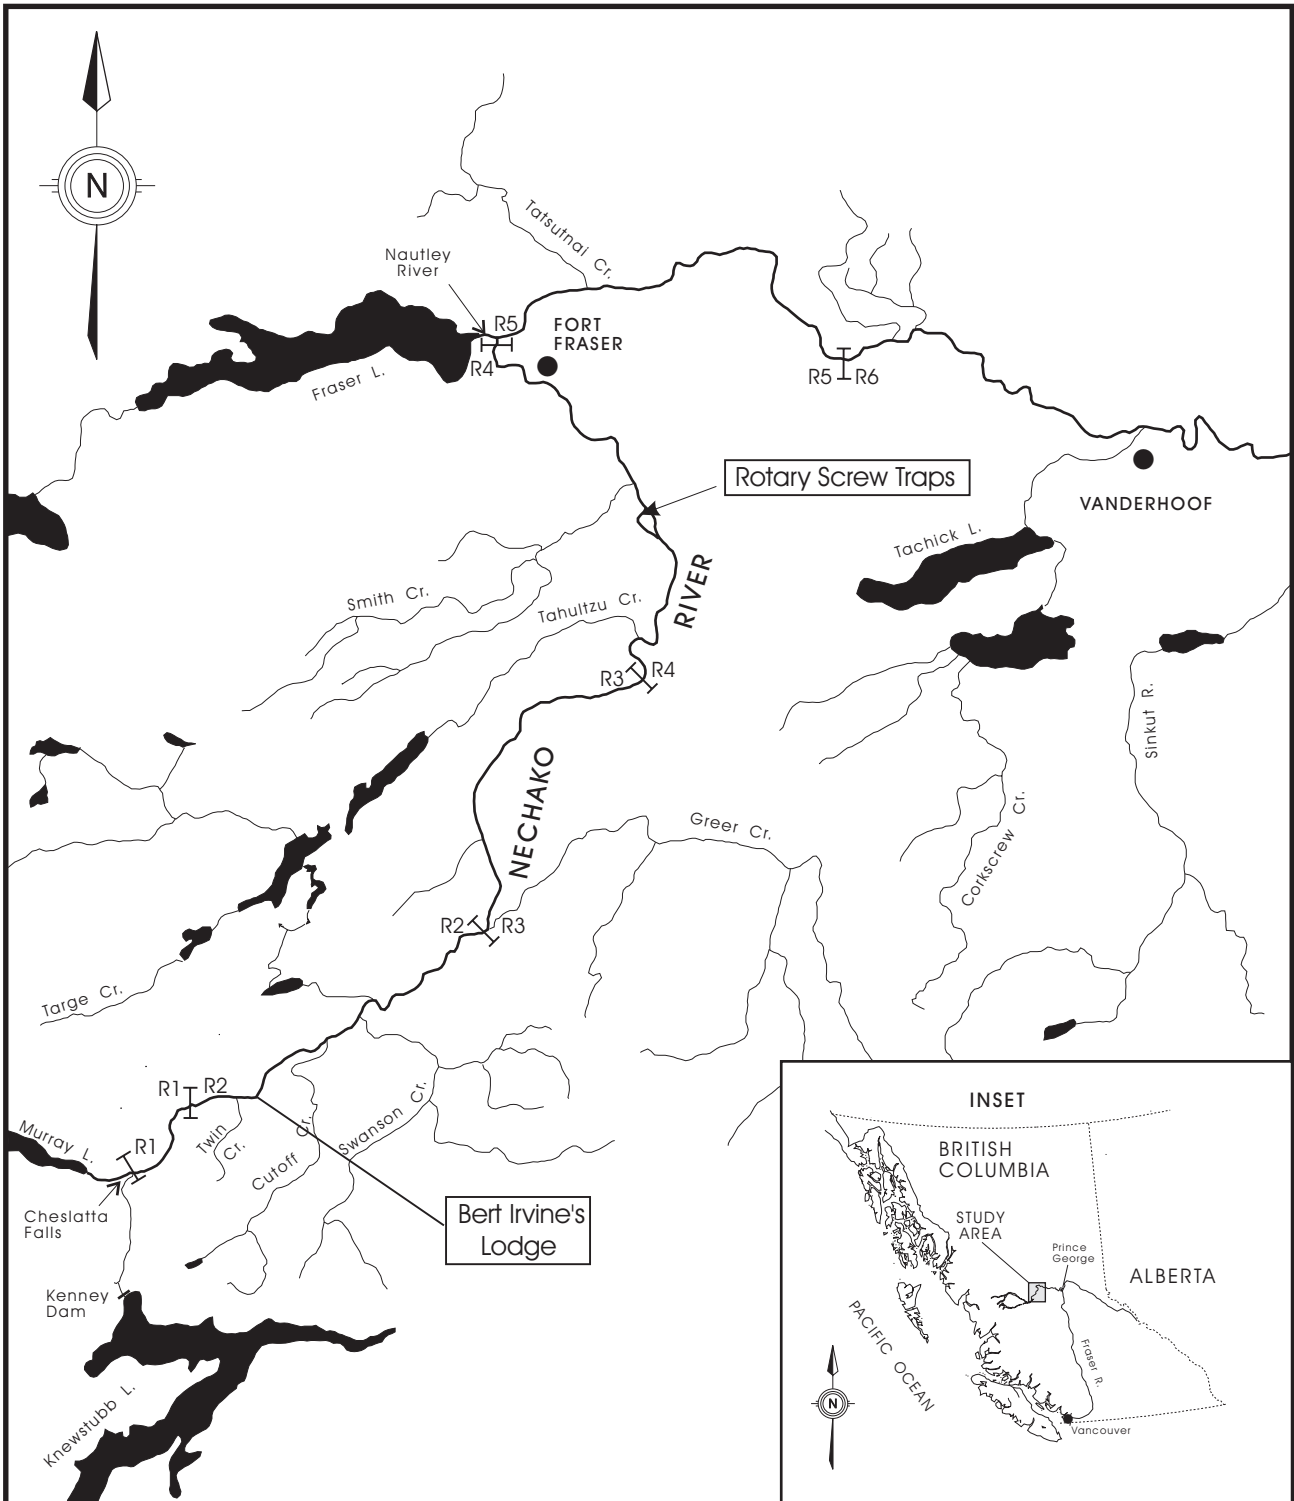 N
Tatsutnai Cr.
Nautley
River
R5
FORT
FRASER
R4
Fraser L.
R5
R6
Rotary Screw Traps
VANDERHOOF
Tachick L.
RIVER
Smith Cr.
Tahultzu Cr.
R3
R4
Sinkut R.
NECHAKO
Greer Cr.
Corkscrew Cr.
R2
R3
Targe Cr.
R1
R2
Twin
Cr.
Cutoff Cr.
Swanson Cr.
Murray L.
R1
Cheslatta
Falls
Bert Irvine's
Lodge
Kenney
Dam
Knewstubb L.
INSET
BRITISH
COLUMBIA
STUDY
AREA
Prince
George
ALBERTA
PACIFIC OCEAN
Fraser R.
N
Vancouver